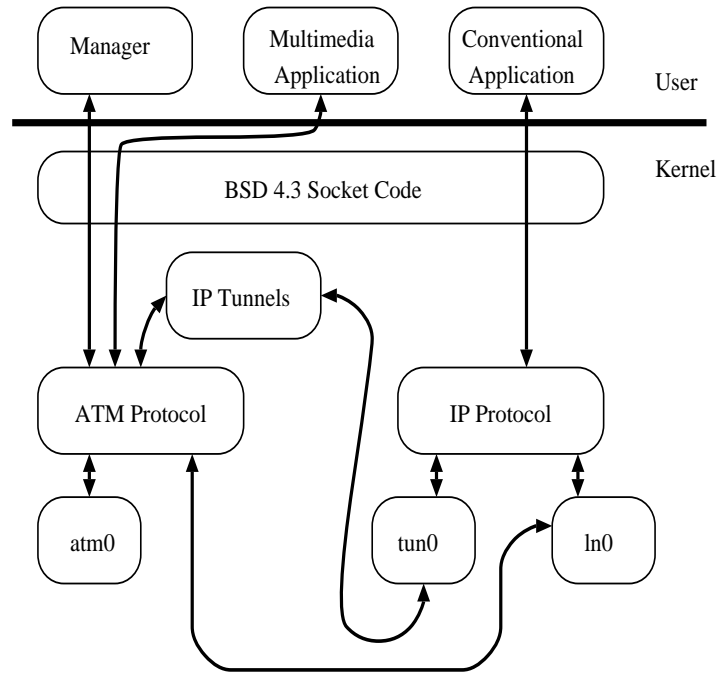 Manager
Multimedia
Application
Conventional
Application
User
Kernel
BSD 4.3 Socket Code
IP Tunnels
ATM Protocol
IP Protocol
atm0
tun0
ln0